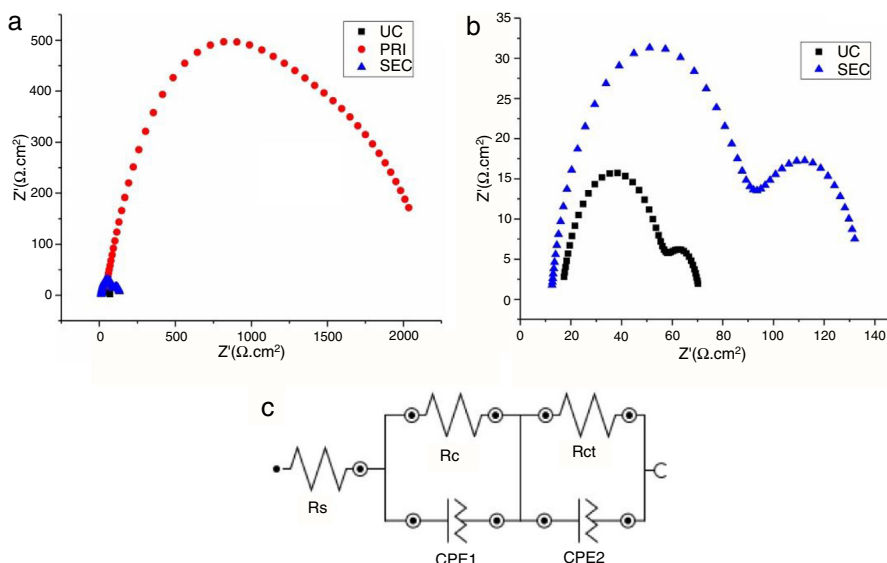 a
UC
PRI
SEC
500
400
300
200
100
0
Z'(Ω.cm²)
0 500 1000 1500 2000
Z'(Ω.cm²)
b
UC
SEC
35
30
25
20
15
10
5
0
Z'(Ω.cm²)
0 20 40 60 80 100 120 140
Z'(Ω.cm²)
c
Rc
Rct
Rs
CPE1
CPE2